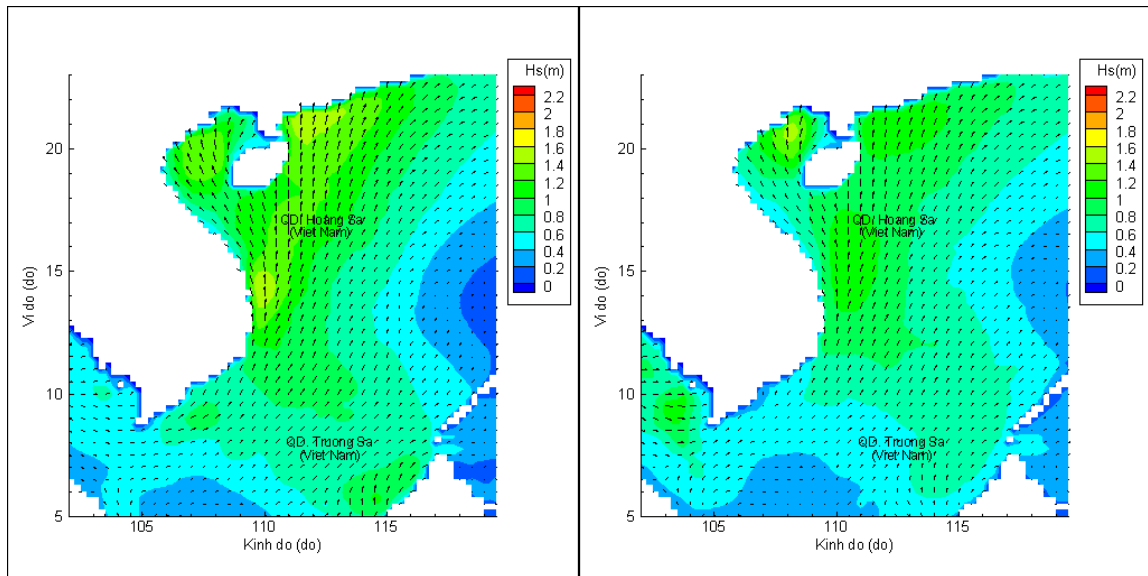 Hs(m)
2.2
2
1.8
1.6
1.4
1.2
1
0.8
0.6
0.4
0.2
0
20
15
10
5
Vi do (do)
QD. Hoang Sa
(Viet Nam)
QD. Truong Sa
(Viet Nam)
105
110
115
Kinh do (do)
Hs(m)
2.2
2
1.8
1.6
1.4
1.2
1
0.8
0.6
0.4
0.2
0
20
15
10
5
Vi do (do)
QD. Hoang Sa
(Viet Nam)
QD. Truong Sa
(Viet Nam)
105
110
115
Kinh do (do)